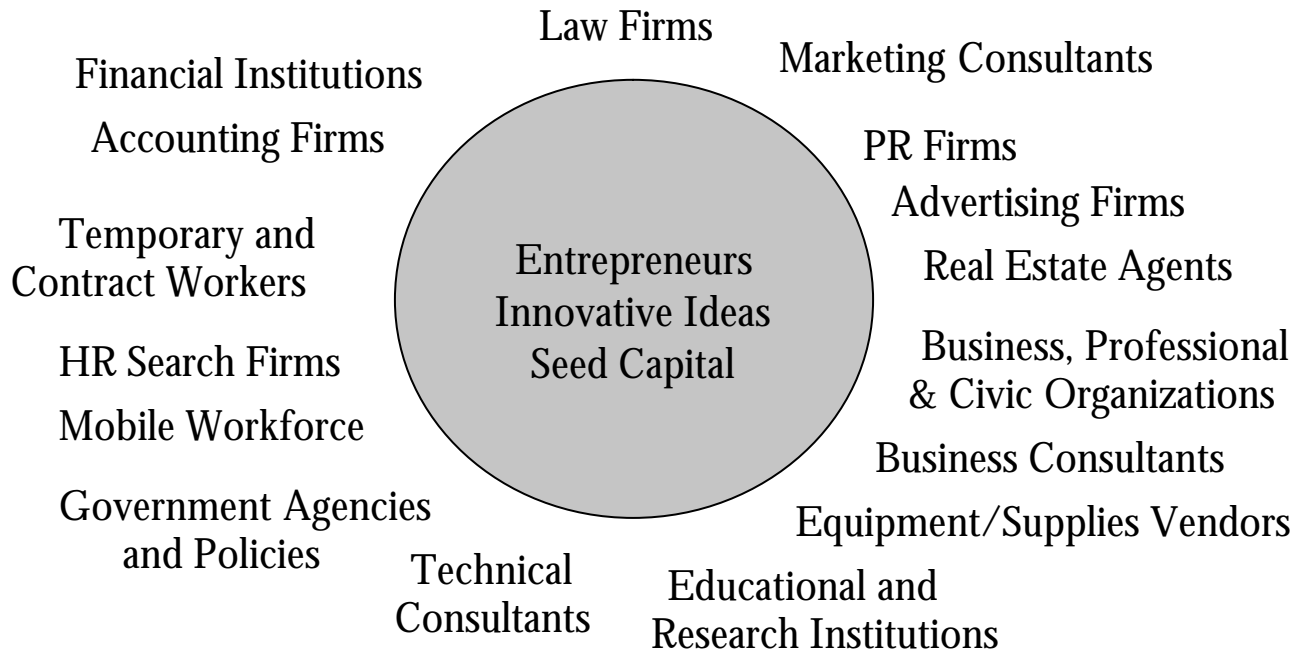 Law Firms
Marketing Consultants
Financial Institutions
Accounting Firms
PR Firms
Advertising Firms
Temporary and
Contract Workers
Real Estate Agents
Entrepreneurs
Innovative Ideas
Seed Capital
HR Search Firms
Mobile Workforce
Business, Professional
& Civic Organizations
Business Consultants
Government Agencies
and Policies
Equipment/Supplies Vendors
Technical
Consultants
Educational and
Research Institutions